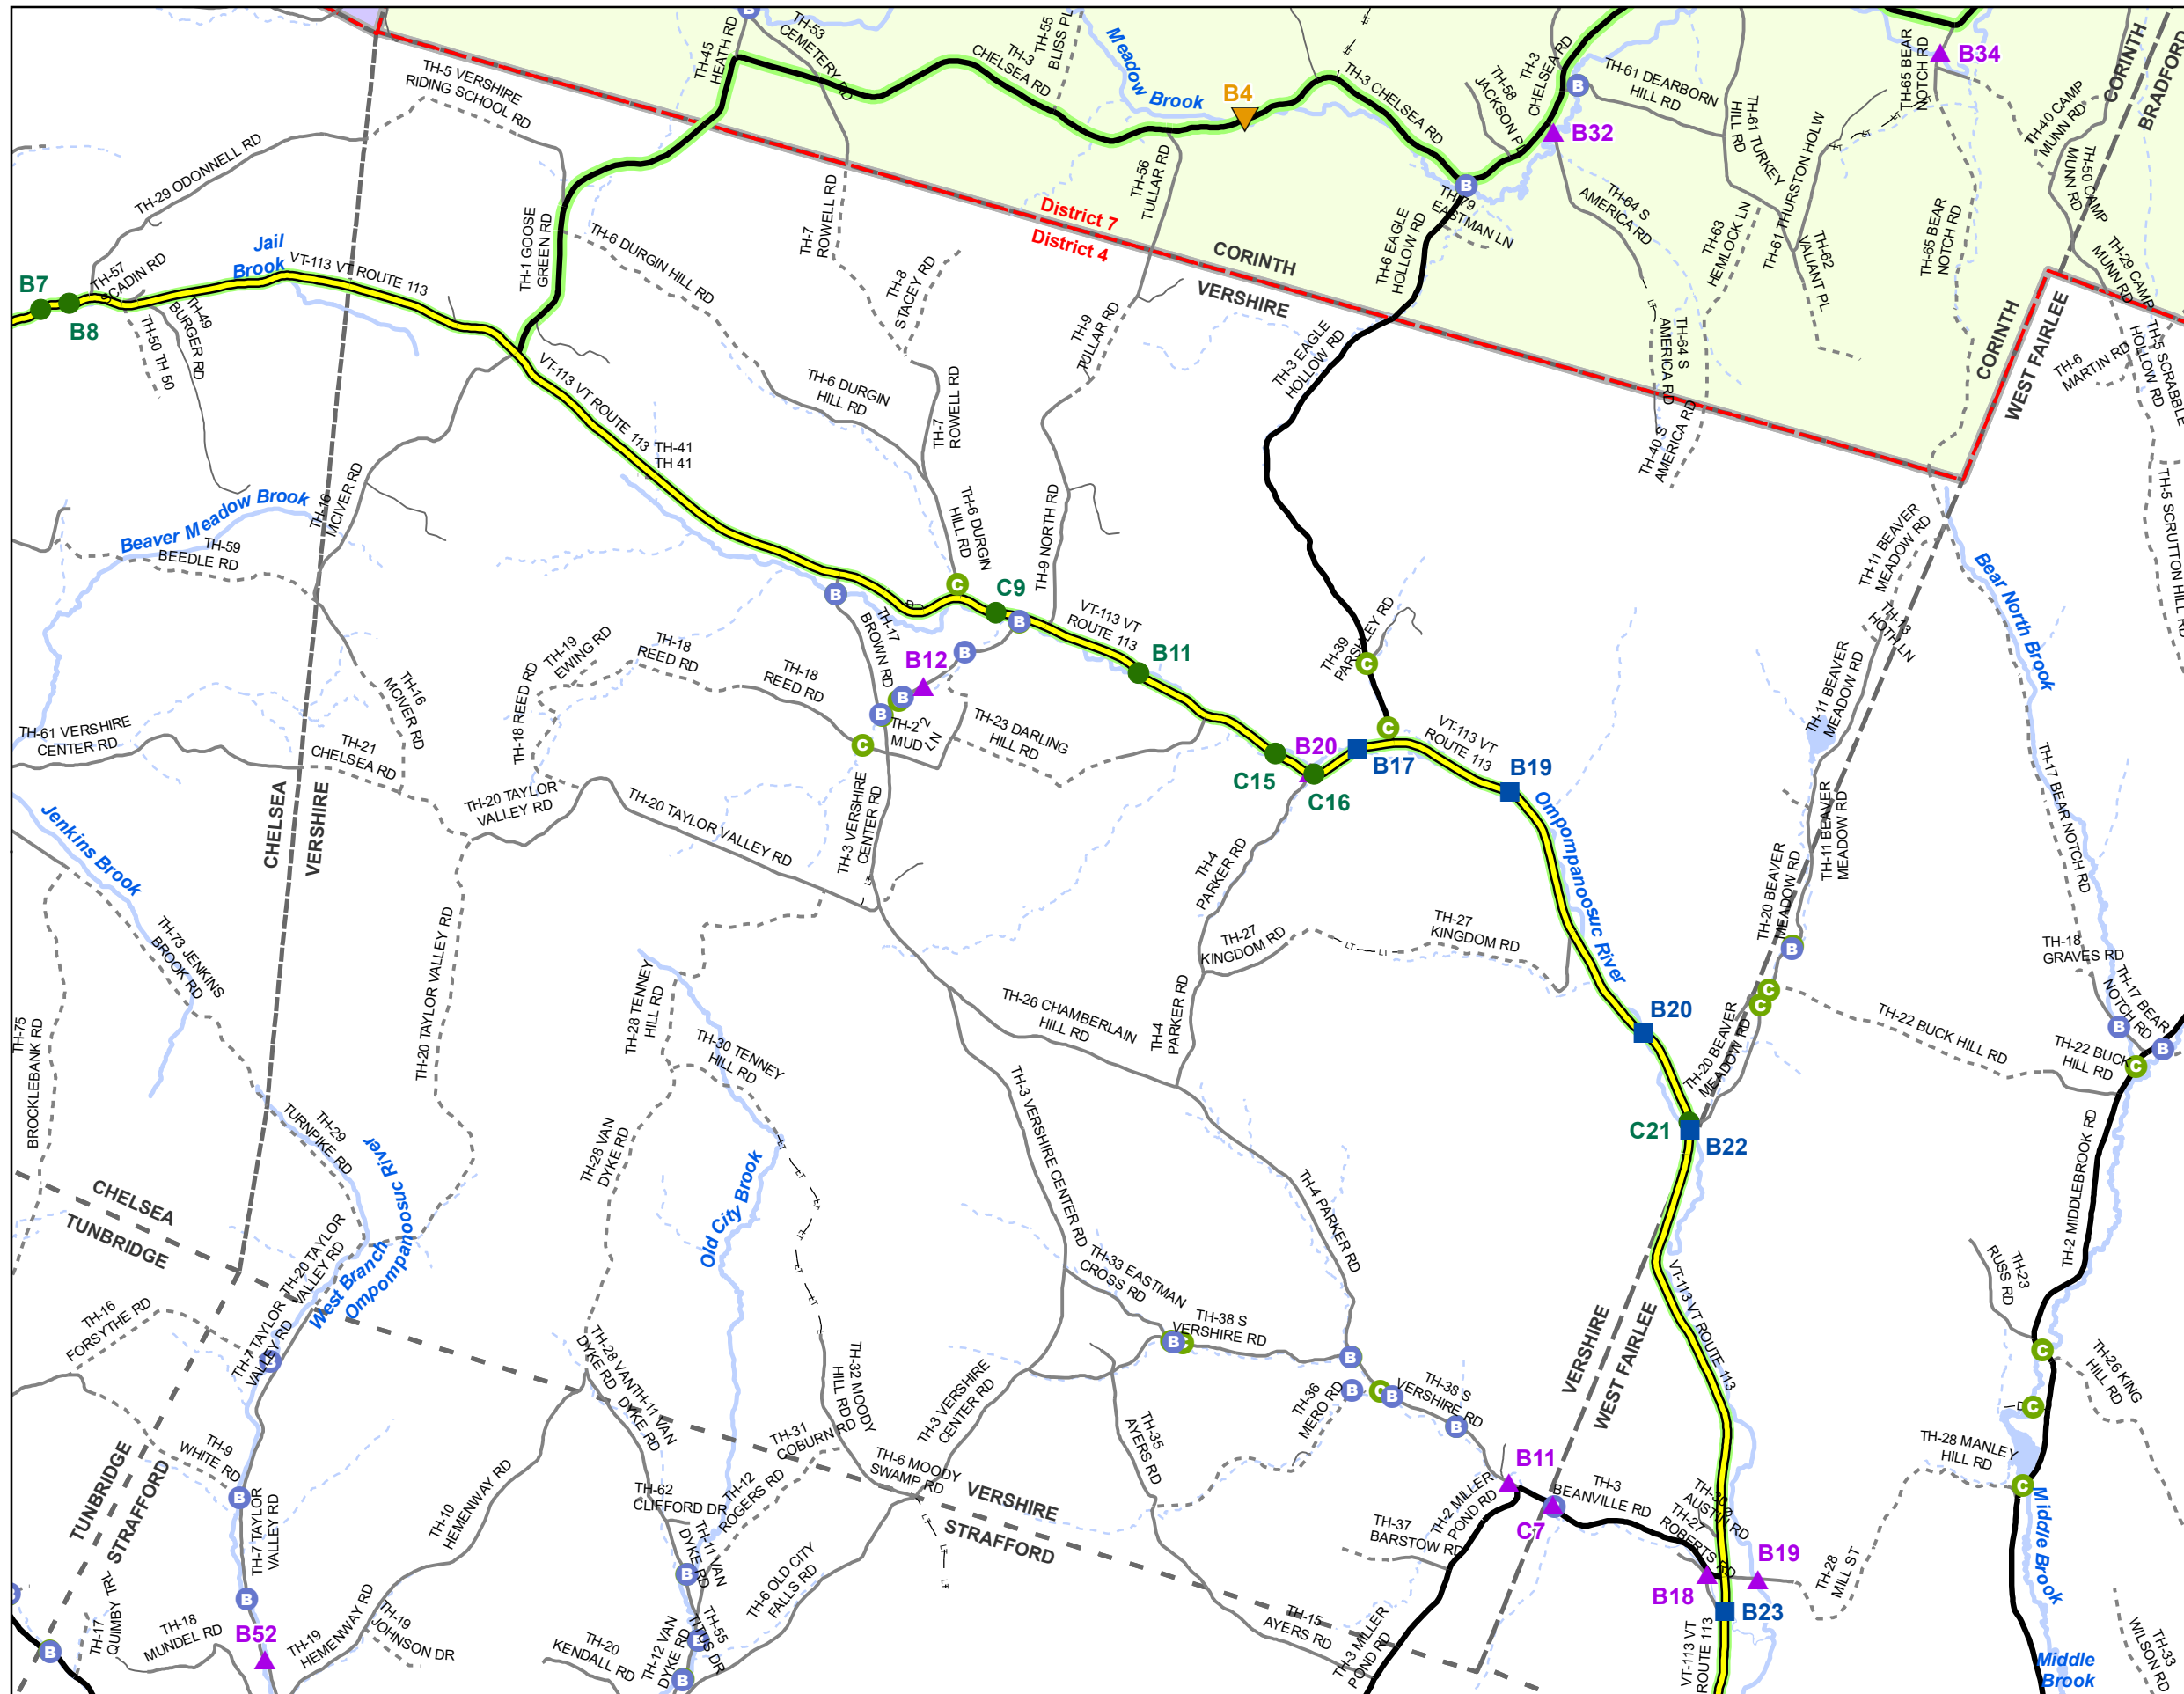 TH-45
HEATH RD
B
TH-53
CEMETERY RD
TH-3
CHELSEA RD
TH-55
BLISS PL
Meadow
Brook
B4
TH-3 CHELSEA RD
TH-58
JACKSON PL
TH-3
CHELSEA RD
B
TH-61 DEARBORN
HILL RD
B32
TH-61 TURKEY
HILL RD
TH-65 BEAR
NOTCH RD
B34
CORINTH
BRADFORD
TH-40 CAMP
MUNN RD
TH-50 CAMP
MUNN RD
TH-5 VERSHIRE
RIDING SCHOOL RD
TH-29 ODONNELL RD
TH-1 GOOSE
GREEN RD
TH-7
ROWELL RD
TH-56
TULLAR RD
District 7
District 4
CORINTH
VERSHIRE
TH-6 EAGLE
HOLLOW RD
B
EASTMAN LN
TH-64 S
AMERICA RD
TH-63
HEMLOCK LN
TH-61 THURSTON HOLW
TH-62
VALIANT PL
TH-65 BEAR
NOTCH RD
TH-29 CAMP
MUNN RD
CORINTH
WEST FAIRLEE
B7
B8
TH-57
SCADIN RD
Jail
Brook
VT-113 VT ROUTE 113
TH-49
BURGER RD
TH-50 TH 50
TH-6 DURGIN HILL RD
TH-8
STACEY RD
TH-9
TULLAR RD
TH-3 EAGLE
HOLLOW RD
TH-64 S
AMERICA RD
TH-40 S
AMERICA RD
TH-6
MARTIN RD
TH-5 SCRABBLE
HOLLOW RD
TH-5 SCRUTTON HILL RD
VT-113 VT ROUTE 113
TH-41
TH 41
TH-6 DURGIN
HILL RD
TH-7
ROWELL RD
TH-6 DURGIN
HILL RD
TH-9 NORTH RD
Beaver Meadow Brook
TH-59
BEEDLE RD
TH-16
MCIVER RD
TH-11 BEAVER
MEADOW RD
TH-13
HOTH LN
Bear North Brook
C
C9
B
B
VT-113 VT
ROUTE 113
B11
TH-39
PARSLEY RD
C
TH-17
BROWN RD
B12
B
B
B
TH-19
EWING RD
TH-18
REED RD
TH-18
REED RD
TH-18 REED RD
TH-16
MCIVER RD
TH-61 VERSHIRE
CENTER RD
TH-21
CHELSEA RD
C
MUD
LN
TH-23 DARLING
HILL RD
C15
B20
C16
B17
C
VT-113 VT
ROUTE 113
B19
TH-11 BEAVER
MEADOW RD
TH-11 BEAVER
MEADOW RD
TH-17 BEAR NOTCH RD
CHELSEA
VERSHIRE
TH-20 TAYLOR
VALLEY RD
TH-20 TAYLOR VALLEY RD
TH-3 VERSHIRE
CENTER RD
LT
TH-4
PARKER RD
Ompompanoosuc River
TH-27
KINGDOM RD
LT
LT
TH-27
KINGDOM RD
TH-20 BEAVER
MEADOW RD
B
C
C
TH-18
GRAVES RD
TH-17 BEAR
NOTCH RD
B
B
C
TH-22 BUCK HILL RD
TH-22 BUCK
HILL RD
Jenkins Brook
TH-73 JENKINS
BROOK RD
TH-75
BROCKLEBANK RD
TH-20 TAYLOR VALLEY RD
TH-28 TENNEY
HILL RD
TH-30 TENNEY
HILL RD
TH-26 CHAMBERLAIN
HILL RD
TH-4
PARKER RD
B20
TH-20 BEAVER
MEADOW RD
C21
B22
TH-29
TURNPIKE RD
TH-28 VAN
DYKE RD
Old City Brook
TH-3 VERSHIRE CENTER RD
TH-4 PARKER RD
TH-2 MIDDLEBROOK RD
CHELSEA
TUNBRIDGE
West Branch
Ompompanoosuc River
TH-20 TAYLOR
VALLEY RD
TH-16
FORSYTHE RD
TH-7 TAYLOR
VALLEY RD
B
TH-33 EASTMAN
CROSS RD
B
TH-38 S
VERSHIRE RD
B
B
C
B
TH-38 S
VERSHIRE RD
B
TH-36
MERO RD
VT-113 VT ROUTE 113
VERSHIRE
WEST FAIRLEE
TH-23
RUSS RD
C
TH-26 KING
HILL RD
C
TH-28 MANLEY
HILL RD
C
TH-28 VAN
DYKE RD
TH-11 VAN
DYKE RD
TH-32 MOODY
HILL RD
TH-31
COBURN RD
TH-3 VERSHIRE
CENTER RD
TH-6 MOODY
SWAMP RD
TH-35
AYERS RD
TH-9
WHITE RD
B
TUNBRIDGE
STRAFFORD
TH-7 TAYLOR
VALLEY RD
TH-10
HEMENWAY RD
TH-62
CLIFFORD DR
TH-12
ROGERS RD
VERSHIRE
STRAFFORD
B11
TH-2 MILLER
POND RD
TH-37
BARSTOW RD
C7
TH-3
BEANVILLE RD
AUSTIN RD
TH-27
ROBERTS RD
B18
B19
B23
TH-28
MILL ST
Middle Brook
B
TH-11 VAN
DYKE RD
TH-6 OLD CITY
FALLS RD
LT
LT
B
B
TH-17
QUIMBY TRL
TH-18
MUNDEL RD
B52
TH-19
HEMENWAY RD
TH-19
JOHNSON DR
TH-20
KENDALL RD
TH-12 VAN
DYKE RD
TH-55
TITUS DR
B
B
TH-15
AYERS RD
TH-3 MILLER
POND RD
VT-113 VT
ROUTE 113
Middle
Brook
TH-33
WILSON RD